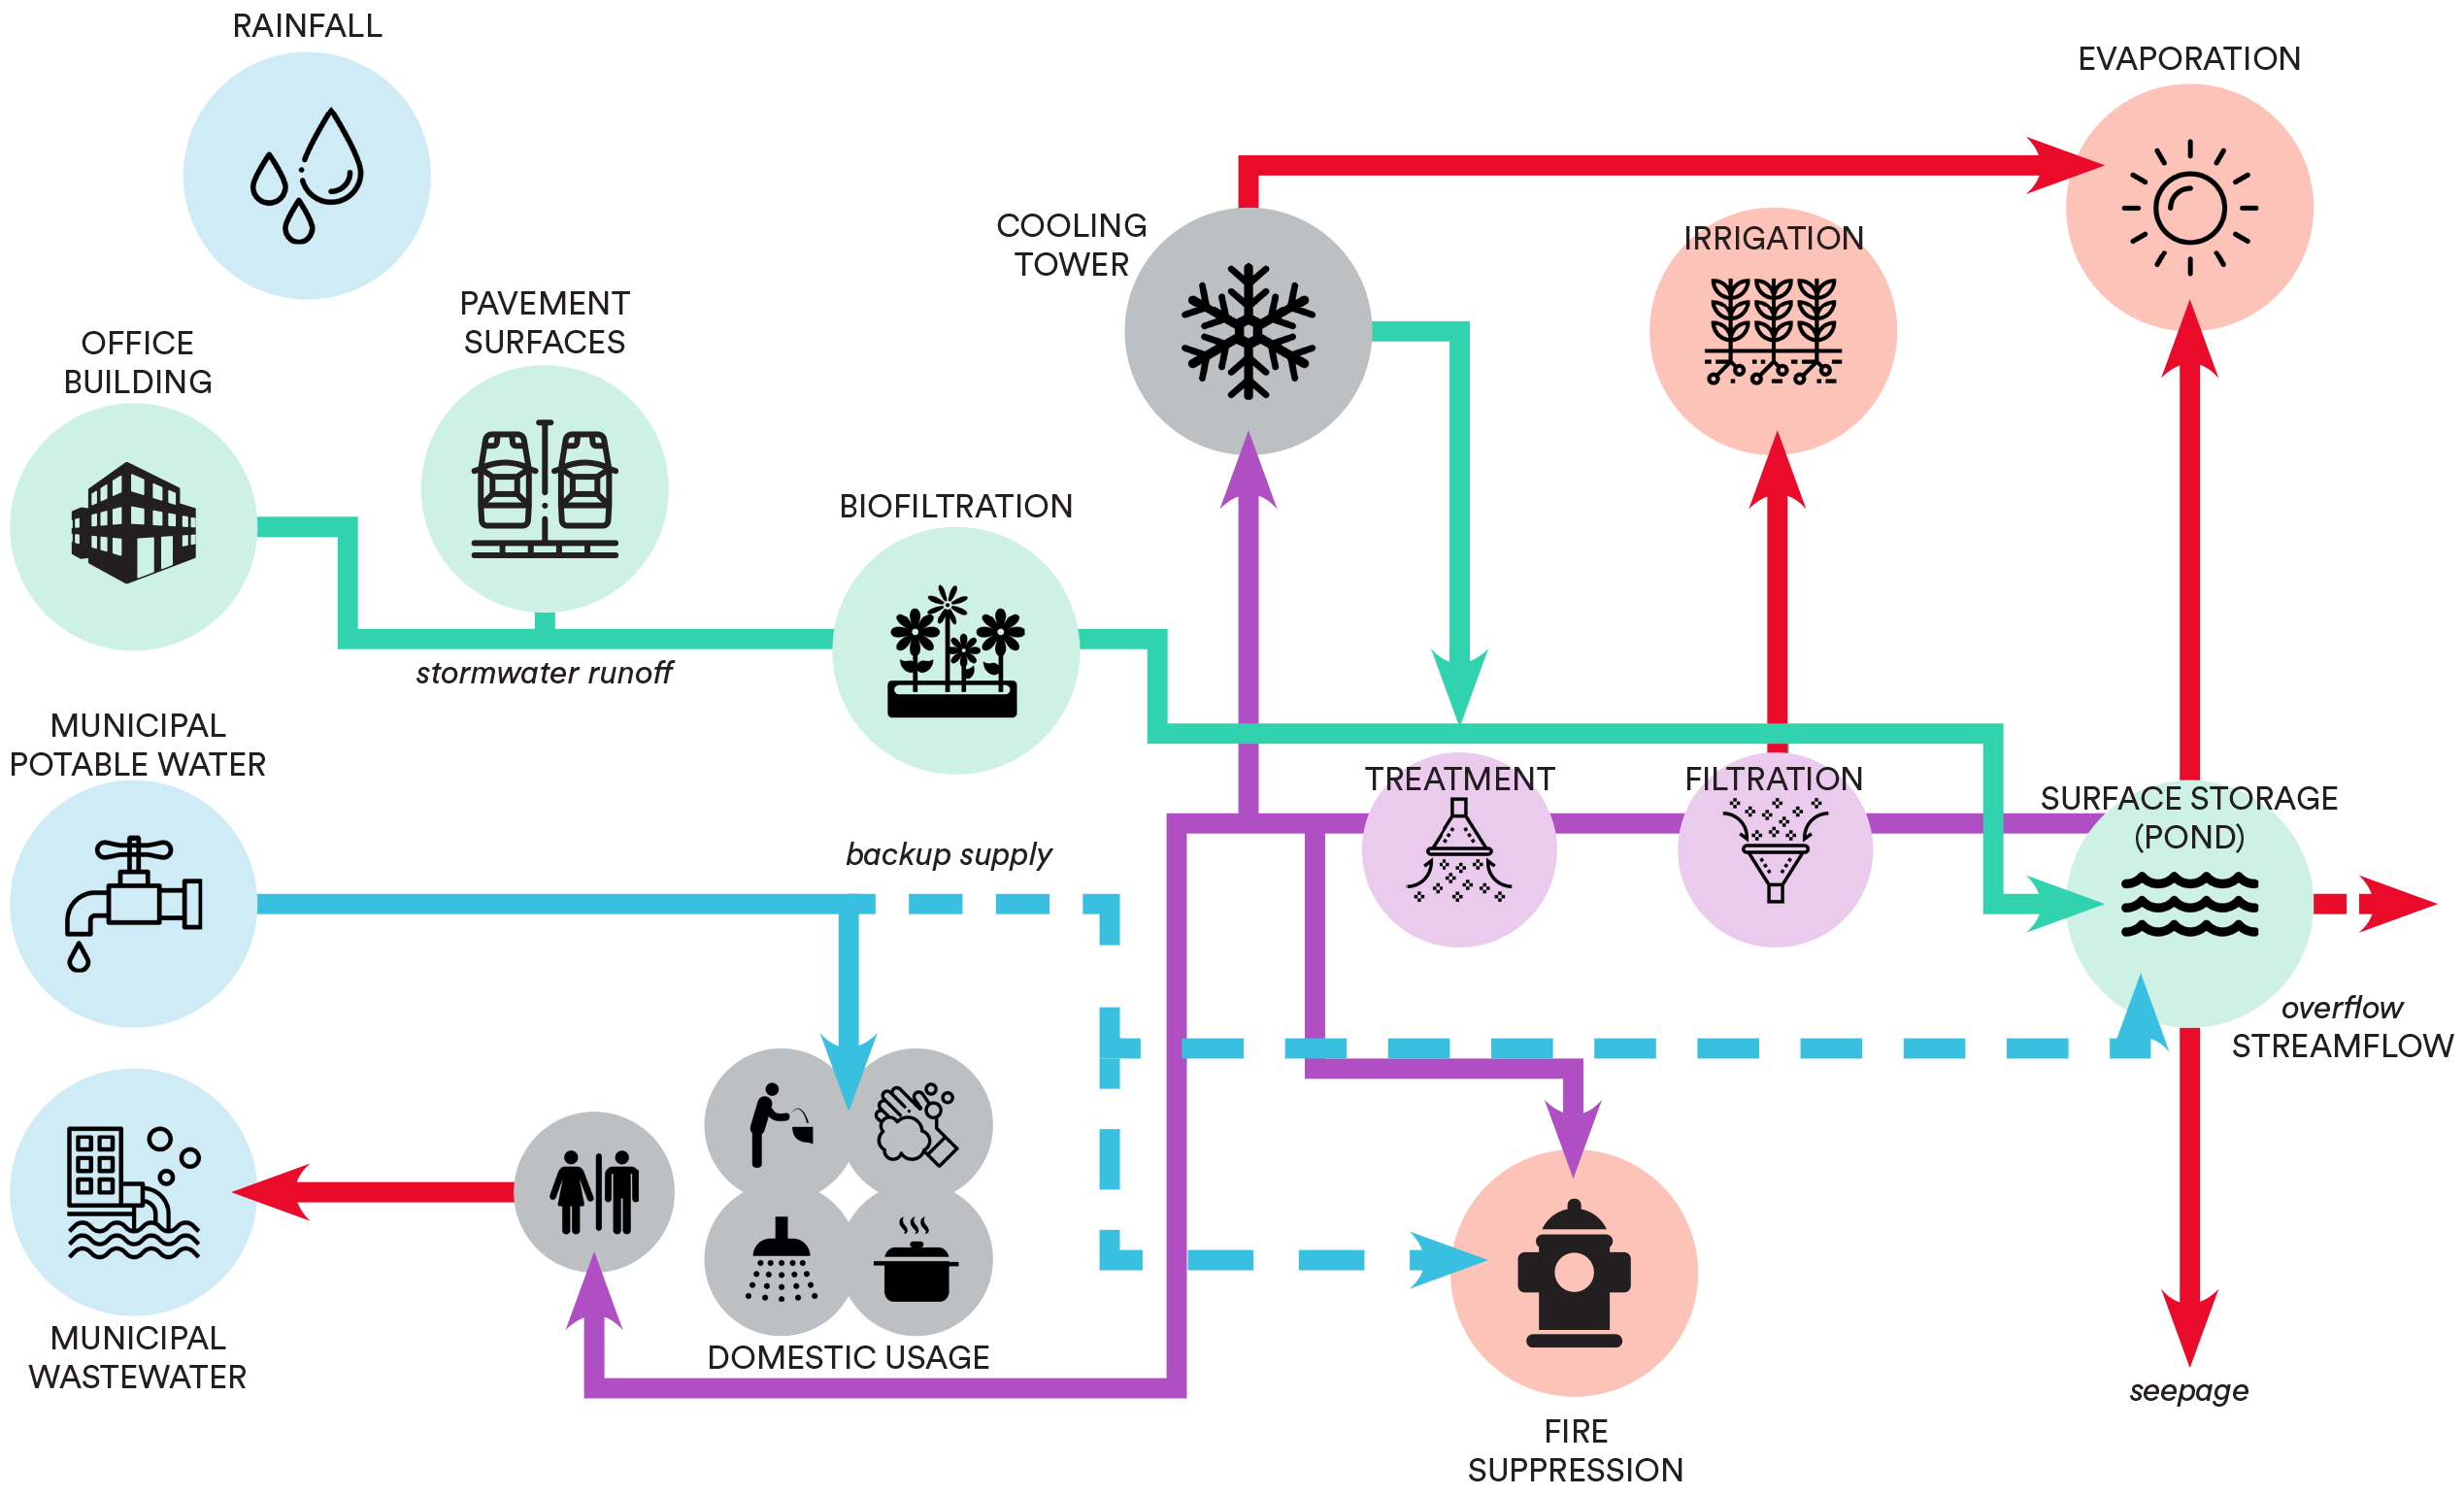 RAINFALL
EVAPORATION
COOLING
TOWER
IRRIGATION
PAVEMENT
SURFACES
OFFICE
BUILDING
BIOFILTRATION
stormwater runoff
MUNICIPAL
POTABLE WATER
TREATMENT
FILTRATION
SURFACE STORAGE
(POND)
backup supply
overflow
STREAMFLOW
MUNICIPAL
WASTEWATER
DOMESTIC USAGE
seepage
FIRE
SUPPRESSION